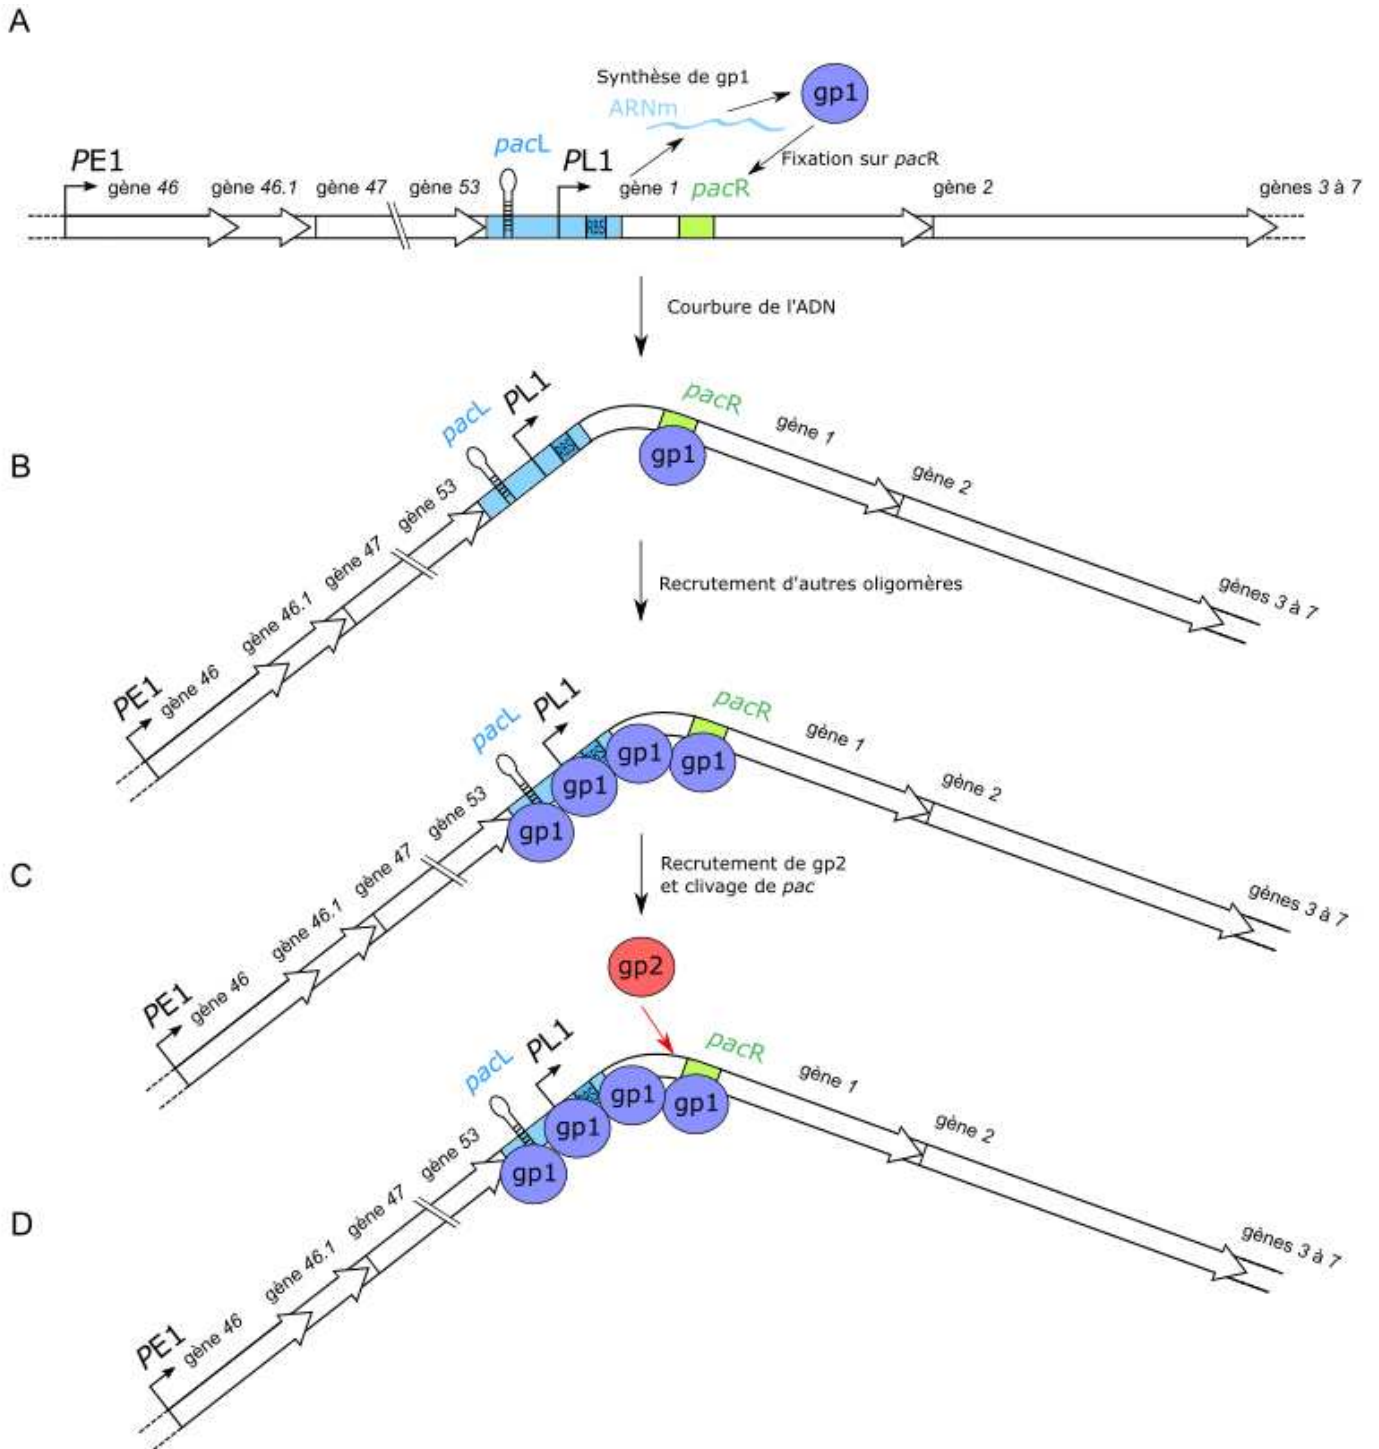 A
Synthèse de gp1
ARNm
gp1
Fixation sur pacR
pacL
PE1
PL1
gène 46
gène 46.1
gène 47
gène 53
gène 1
pacR
gène 2
gènes 3 à 7
RBS
Courbure de l'ADN
B
PE1
gène 46
gène 46.1
gène 47
gène 53
pacL
PL1
RBS
pacR
gp1
gène 1
gène 2
gènes 3 à 7
Recrutement d'autres oligomères
C
PE1
gène 46
gène 46.1
gène 47
gène 53
pacL
PL1
RBS
pacR
gp1
gp1
gp1
gp1
gène 1
gène 2
gènes 3 à 7
Recrutement de gp2
et clivage de pac
gp2
D
PE1
gène 46
gène 46.1
gène 47
gène 53
pacL
PL1
RBS
pacR
gp1
gp1
gp1
gp1
gène 1
gène 2
gènes 3 à 7